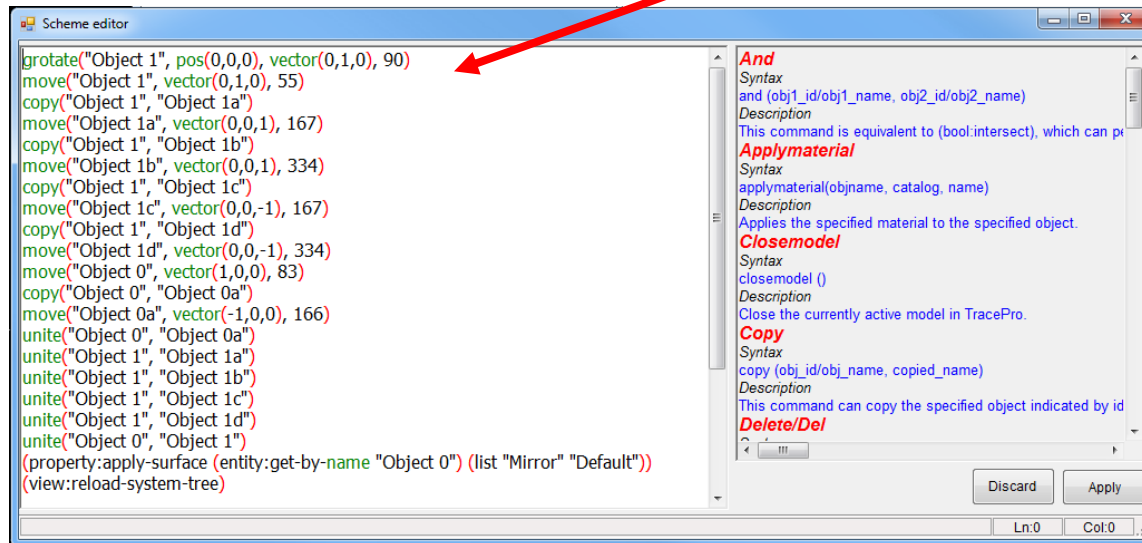 Scheme editor
grotate("Object 1", pos(0,0,0), vector(0,1,0), 90)
move("Object 1", vector(0,1,0), 55)
copy("Object 1", "Object 1a")
move("Object 1a", vector(0,0,1), 167)
copy("Object 1", "Object 1b")
move("Object 1b", vector(0,0,1), 334)
copy("Object 1", "Object 1c")
move("Object 1c", vector(0,0,-1), 167)
copy("Object 1", "Object 1d")
move("Object 1d", vector(0,0,-1), 334)
move("Object 0", vector(1,0,0), 83)
copy("Object 0", "Object 0a")
move("Object 0a", vector(-1,0,0), 166)
unite("Object 0", "Object 0a")
unite("Object 1", "Object 1a")
unite("Object 1", "Object 1b")
unite("Object 1", "Object 1c")
unite("Object 1", "Object 1d")
unite("Object 0", "Object 1")
(property:apply-surface (entity:get-by-name "Object 0") (list "Mirror" "Default"))
(view:reload-system-tree)
And
Syntax
and (obj1_id/obj1_name, obj2_id/obj2_name)
Description
This command is equivalent to (bool:intersect), which can pe
Applymaterial
Syntax
applymaterial(objname, catalog, name)
Description
Applies the specified material to the specified object.
Closemodel
Syntax
closemodel ()
Description
Close the currently active model in TracePro.
Copy
Syntax
copy (obj_id/obj_name, copied_name)
Description
This command can copy the specified object indicated by id
Delete/Del
Discard
Apply
Ln:0
Col:0